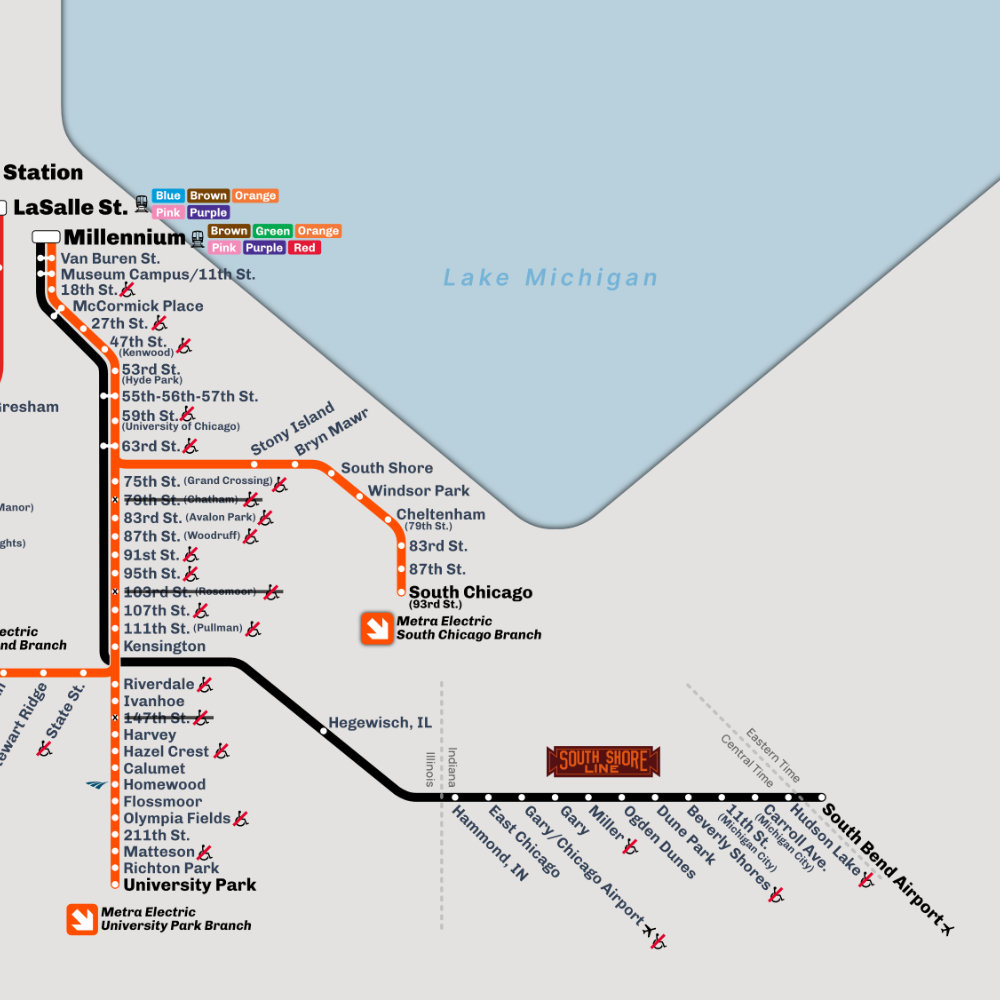 Station
LaSalle St.
Blue Brown Orange
Pink Purple
Millennium
Brown Green Orange
Pink Purple Red
Van Buren St.
Museum Campus/11th St.
18th St.
McCormick Place
27th St.
47th St.
(Kenwood)
53rd St.
(Hyde Park)
55th-56th-57th St.
59th St.
(University of Chicago)
63rd St.
Lake Michigan
Stony Island
Bryn Mawr
South Shore
Windsor Park
Cheltenham
(79th St.)
83rd St.
87th St.
South Chicago
(93rd St.)
Metra Electric
South Chicago Branch
75th St. (Grand Crossing)
79th St. (Chatham)
83rd St. (Avalon Park)
87th St. (Woodruff)
91st St.
95th St.
103rd St. (Rosemoor)
107th St.
111th St. (Pullman)
Kensington
Riverdale
Ivanhoe
147th St.
Harvey
Hazel Crest
Calumet
Homewood
Flossmoor
Olympia Fields
211th St.
Matteson
Richton Park
University Park
Metra Electric
University Park Branch
Gresham
Manor)
ghts)
ectric
nd Branch
ewart Ridge
State St.
Hegewisch, IL
Illinois
Indiana
SOUTH SHORE
LINE
Eastern Time
Central Time
Hammond, IN
East Chicago
Gary/Chicago Airport
Gary
Miller
Ogden Dunes
Dune Park
Beverly Shores
11th St.
(Michigan City)
Carroll Ave.
(Michigan City)
Hudson Lake
South Bend Airport